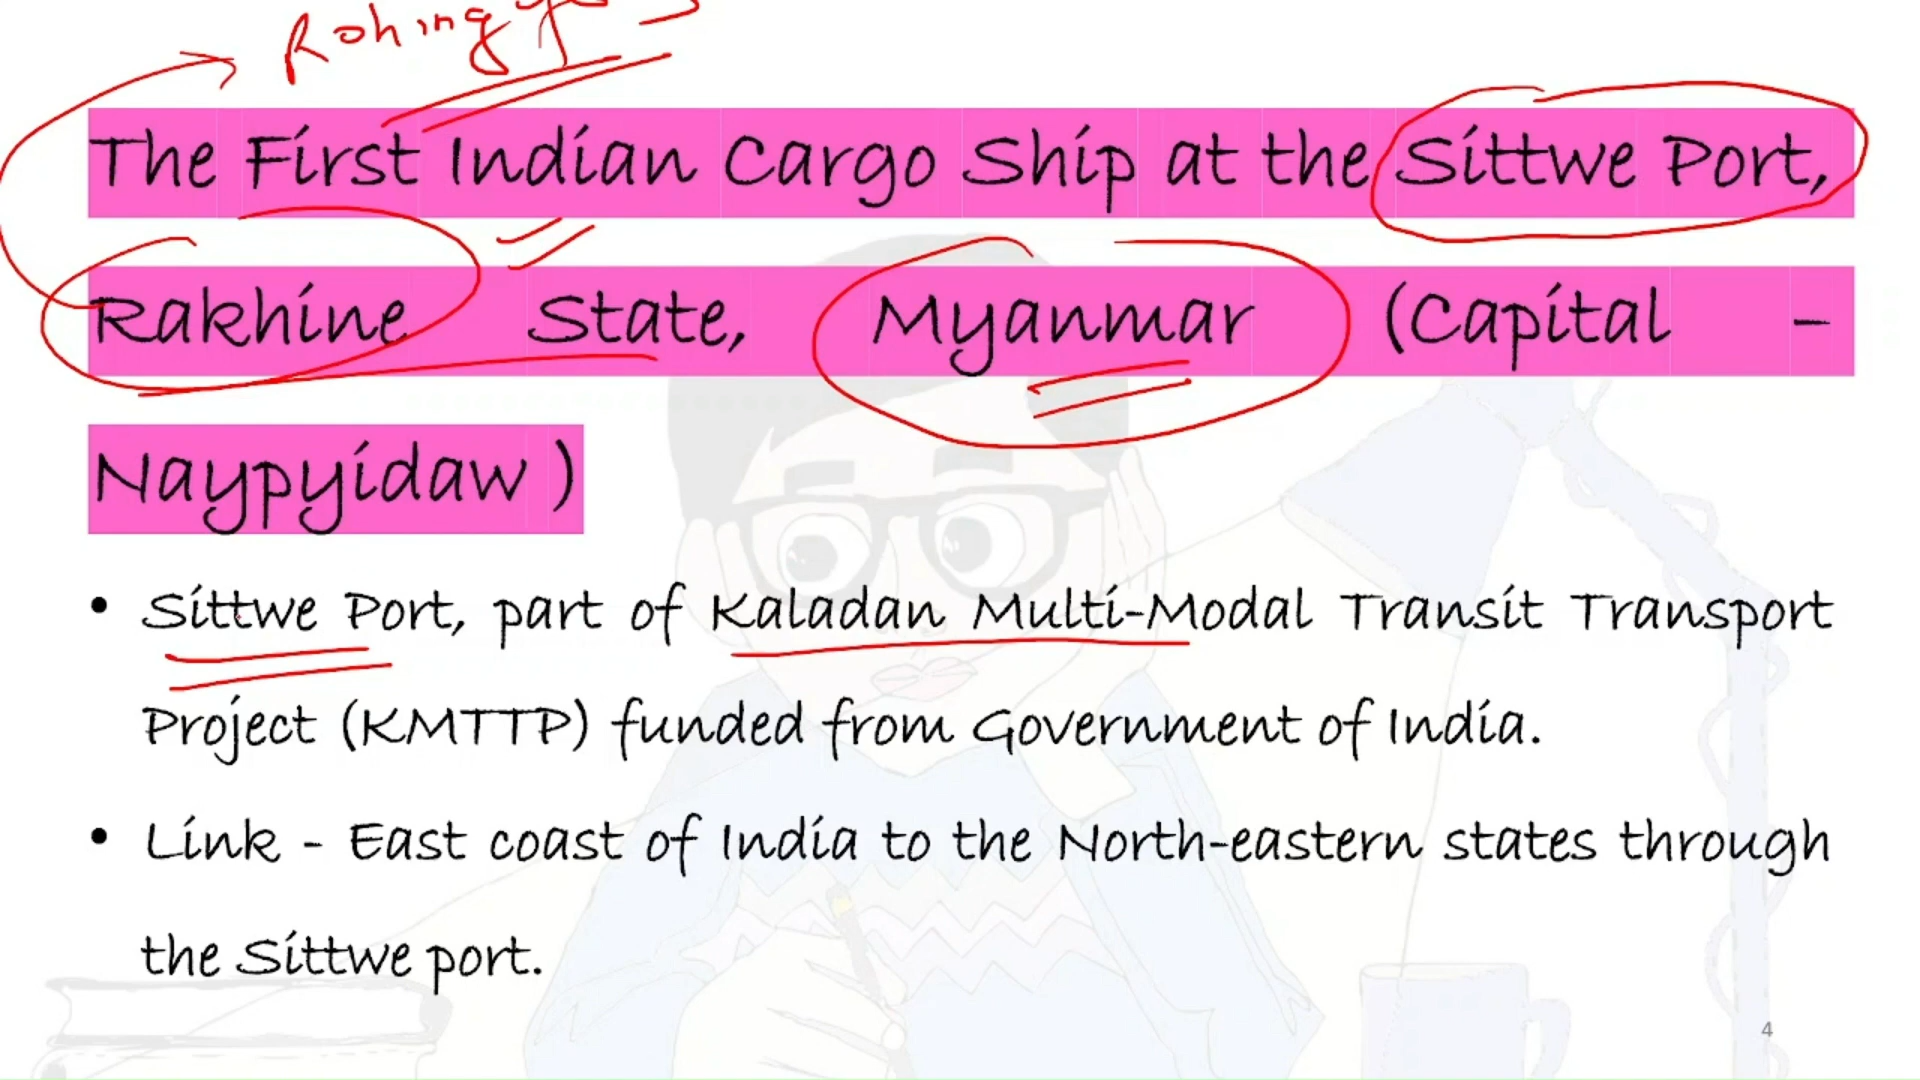 The First Indian Cargo Ship at the Sittwe Port,
Rakhine State, Myanmar (Capital –
Naypyidaw )
• Sittwe Port, part of Kaladan Multi-Modal Transit Transport
Project (KMTTP) funded from Government of India.
• Link - East coast of India to the North-eastern states through
the Sittwe port.
4